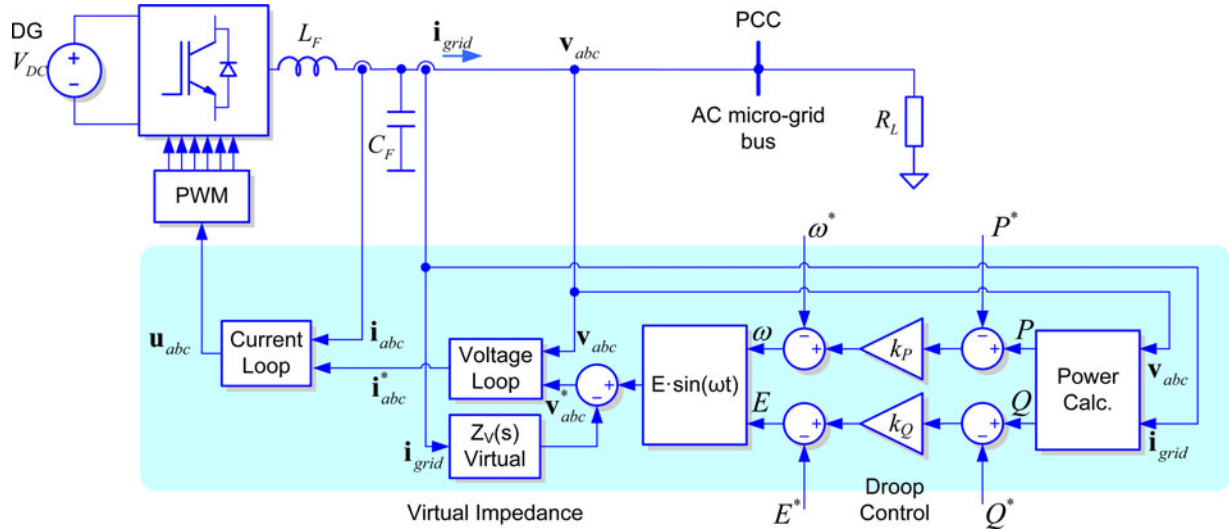 DG
V_DC
L_F
i_grid
v_abc
PCC
C_F
AC micro-grid
bus
R_L
PWM
ω*
P*
u_abc
Current
Loop
i_abc
i*_abc
Voltage
Loop
v_abc
v*_abc
E·sin(ωt)
ω
E
k_P
k_Q
P
Q
Power
Calc.
v_abc
i_grid
i_grid
Z_V(s)
Virtual
Virtual Impedance
E*
Droop
Control
Q*